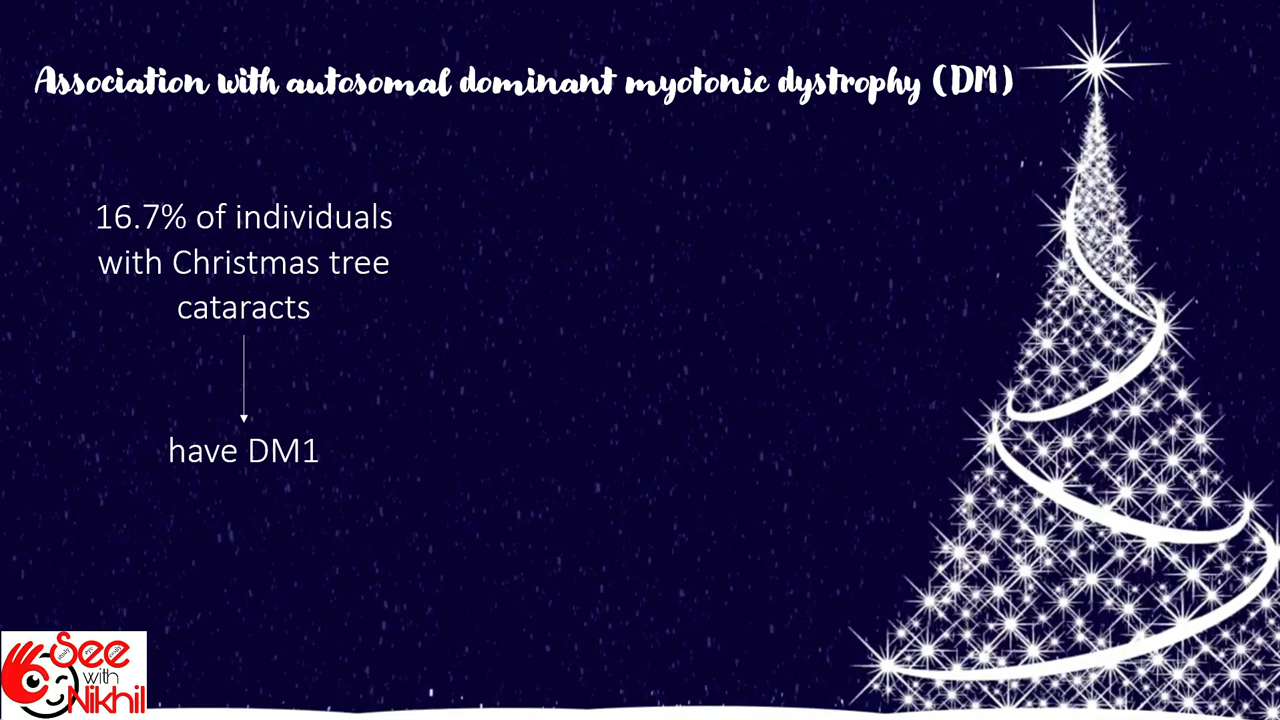 Association with autosomal dominant myotonic dystrophy (DM)
16.7% of individuals
with Christmas tree
cataracts
have DM1
See
with
Nikhil